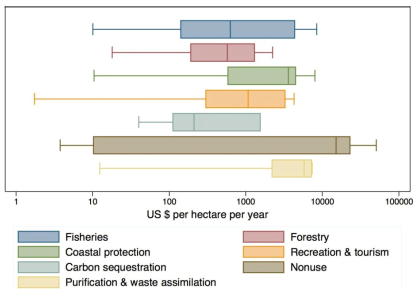 1 10 100 1000 10000 100000
US $ per hectare per year
Fisheries Forestry
Coastal protection Recreation & tourism
Carbon sequestration Nonuse
Purification & waste assimilation